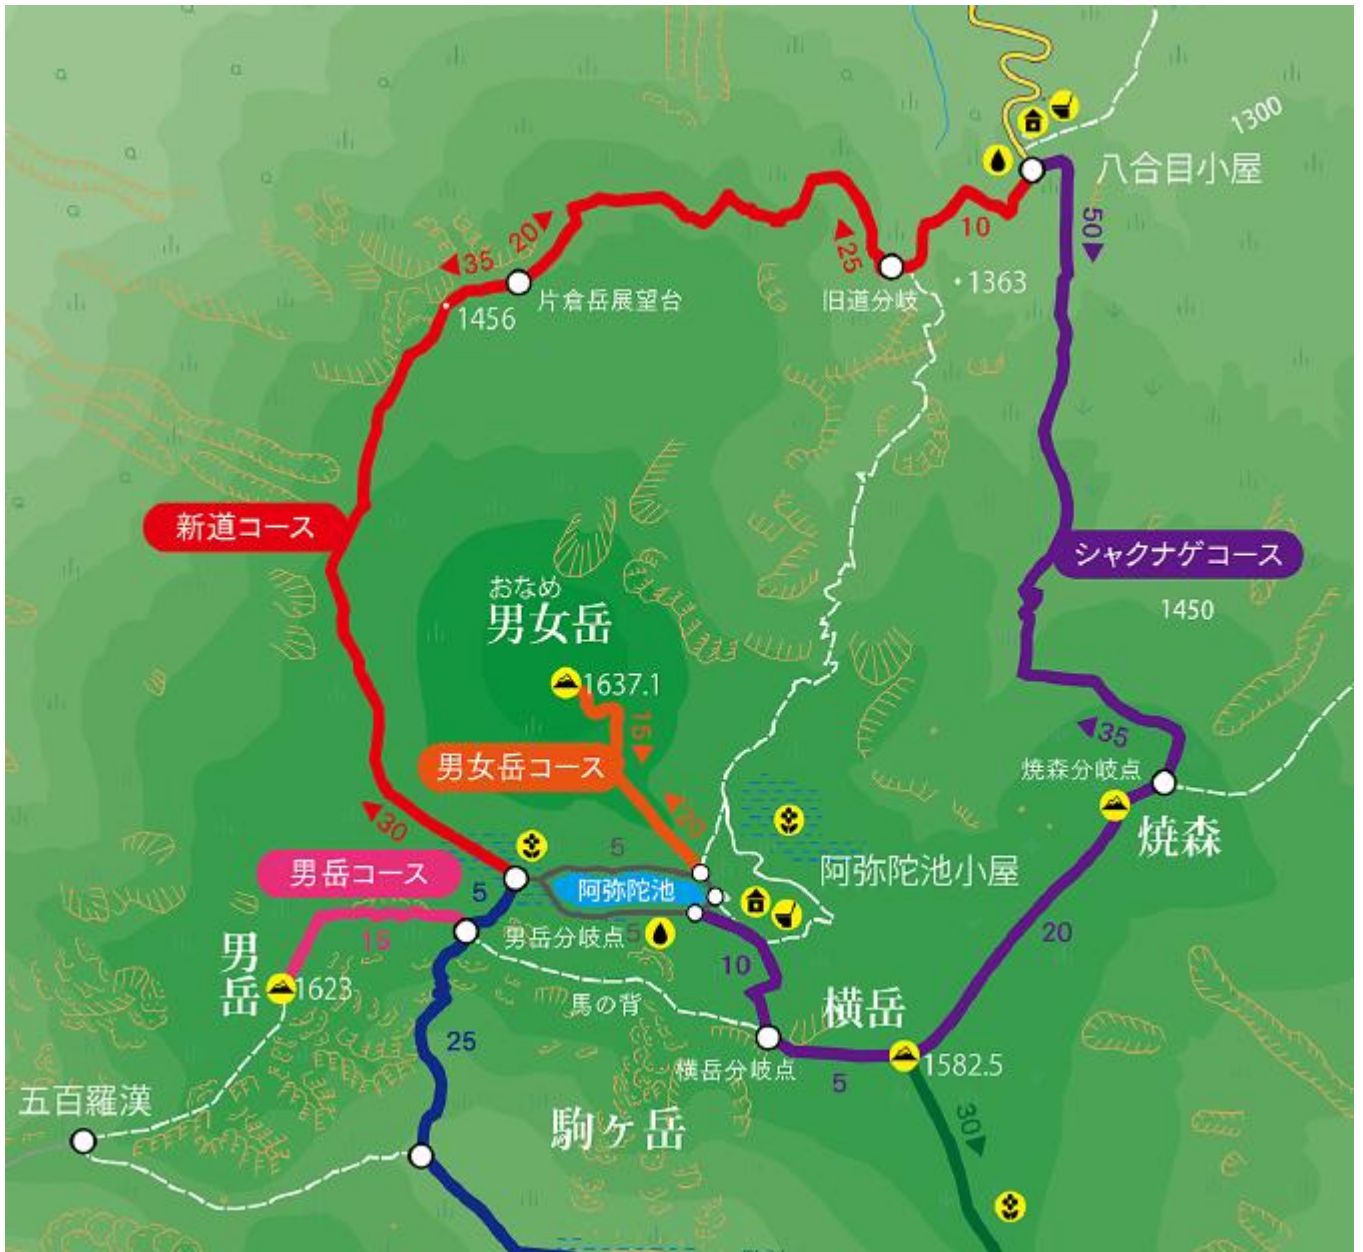 1300
八合目小屋
50▼
10
◀25
20▶
◀35
片倉岳展望台
1456
旧道分岐
・1363
新道コース
シャクナゲコース
1450
おなめ
男女岳
1637.1
15▶
男女岳コース
◀20
◀35
焼森分岐点
焼森
◀30
5
男岳コース
5
阿弥陀池
阿弥陀池小屋
15
男岳分岐点
5
10
20
男岳
1623
馬の背
横岳
25
横岳分岐点
5
1582.5
五百羅漢
駒ヶ岳
30▶